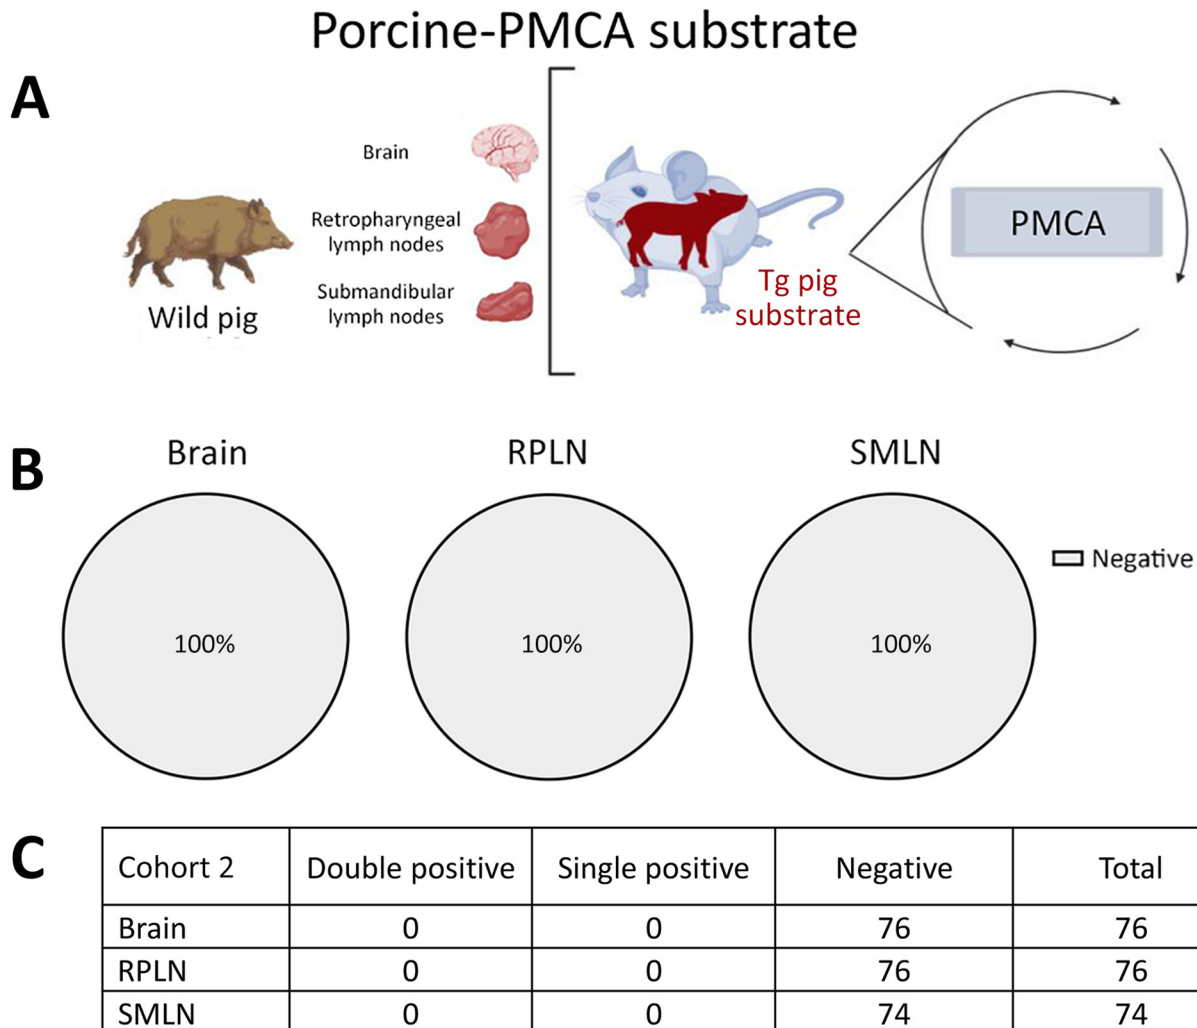 Porcine-PMCA substrate
A
Brain
Retropharyngeal
lymph nodes
Submandibular
lymph nodes
Wild pig
Tg pig
substrate
PMCA
B
Brain RPLN SMLN
100% 100% 100%
Negative
C
Cohort 2 Double positive Single positive Negative Total
Brain 0 0 76 76
RPLN 0 0 76 76
SMLN 0 0 74 74